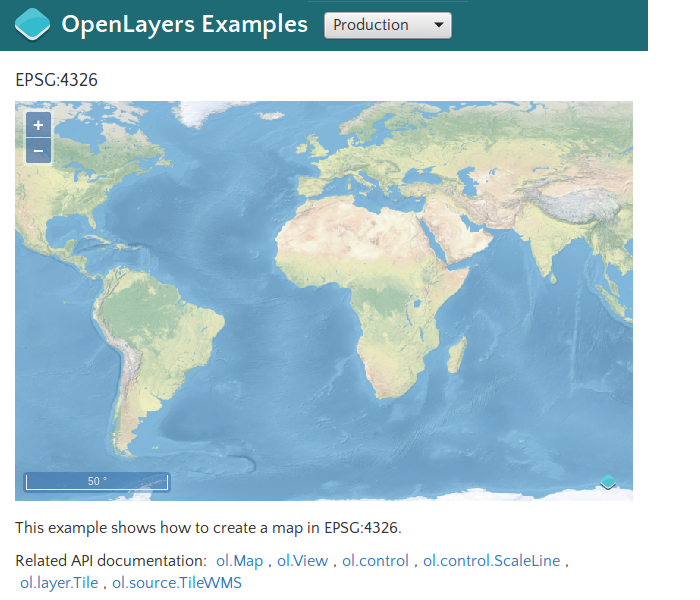 OpenLayers Examples Production
EPSG:4326
+
−
50 °
This example shows how to create a map in EPSG:4326.
Related API documentation: ol.Map , ol.View , ol.control , ol.control.ScaleLine ,
ol.layer.Tile , ol.source.TileWMS